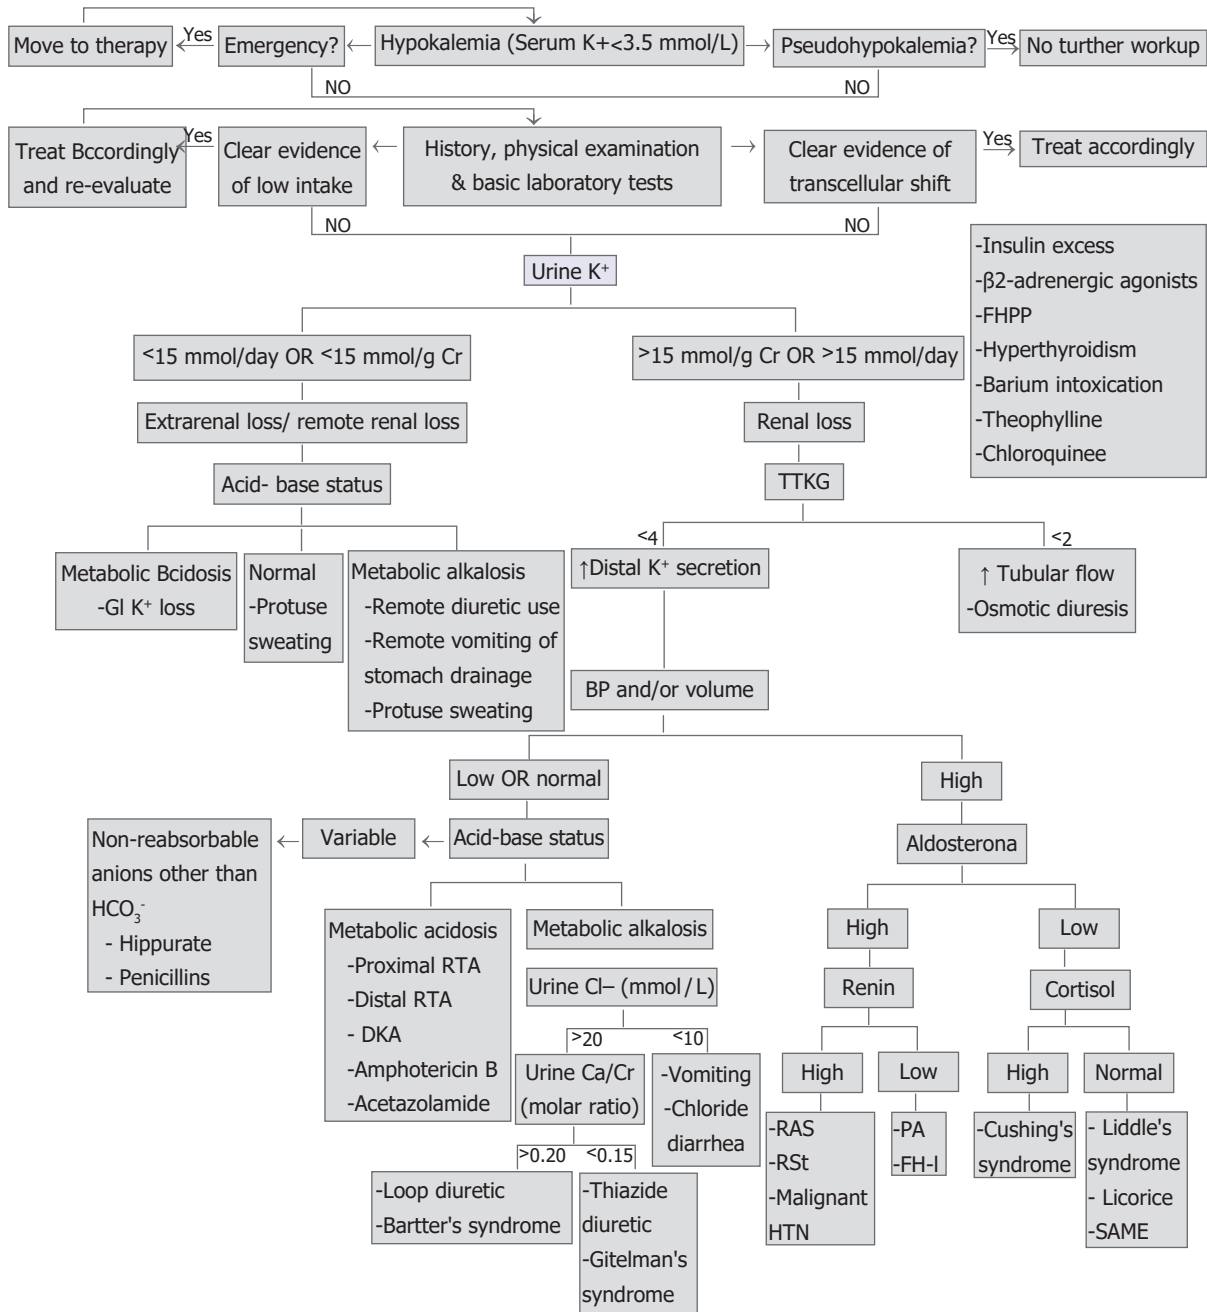 Move to therapy
Yes
Emergency?
Hypokalemia (Serum K+<3.5 mmol/L)
Pseudohypokalemia?
Yes
No turther workup
NO
NO
Treat Bccordingly
and re-evaluate
Yes
Clear evidence
of low intake
History, physical examination
& basic laboratory tests
Clear evidence of
transcellular shift
Yes
Treat accordingly
NO
NO
-Insulin excess
-β2-adrenergic agonists
-FHPP
-Hyperthyroidism
-Barium intoxication
-Theophylline
-Chloroquinee
Urine K⁺
<15 mmol/day OR <15 mmol/g Cr
>15 mmol/g Cr OR >15 mmol/day
Extrarenal loss/ remote renal loss
Renal loss
Acid- base status
TTKG
Metabolic Bcidosis
-Gl K⁺ loss
Normal
-Protuse
sweating
Metabolic alkalosis
-Remote diuretic use
-Remote vomiting of
stomach drainage
-Protuse sweating
<4
↑Distal K⁺ secretion
<2
↑ Tubular flow
-Osmotic diuresis
BP and/or volume
Low OR normal
High
Non-reabsorbable
anions other than
HCO₃⁻
- Hippurate
- Penicillins
Variable
Acid-base status
Aldosterona
Metabolic acidosis
-Proximal RTA
-Distal RTA
- DKA
-Amphotericin B
-Acetazolamide
Metabolic alkalosis
Urine Cl– (mmol/L)
>20
<10
Urine Ca/Cr
(molar ratio)
-Vomiting
-Chloride
diarrhea
>0.20
<0.15
-Loop diuretic
-Bartter's syndrome
-Thiazide
diuretic
-Gitelman's
syndrome
High
Low
Renin
Cortisol
High
Low
High
Normal
-RAS
-RSt
-Malignant
HTN
-PA
-FH-l
-Cushing's
syndrome
- Liddle's
syndrome
- Licorice
-SAME